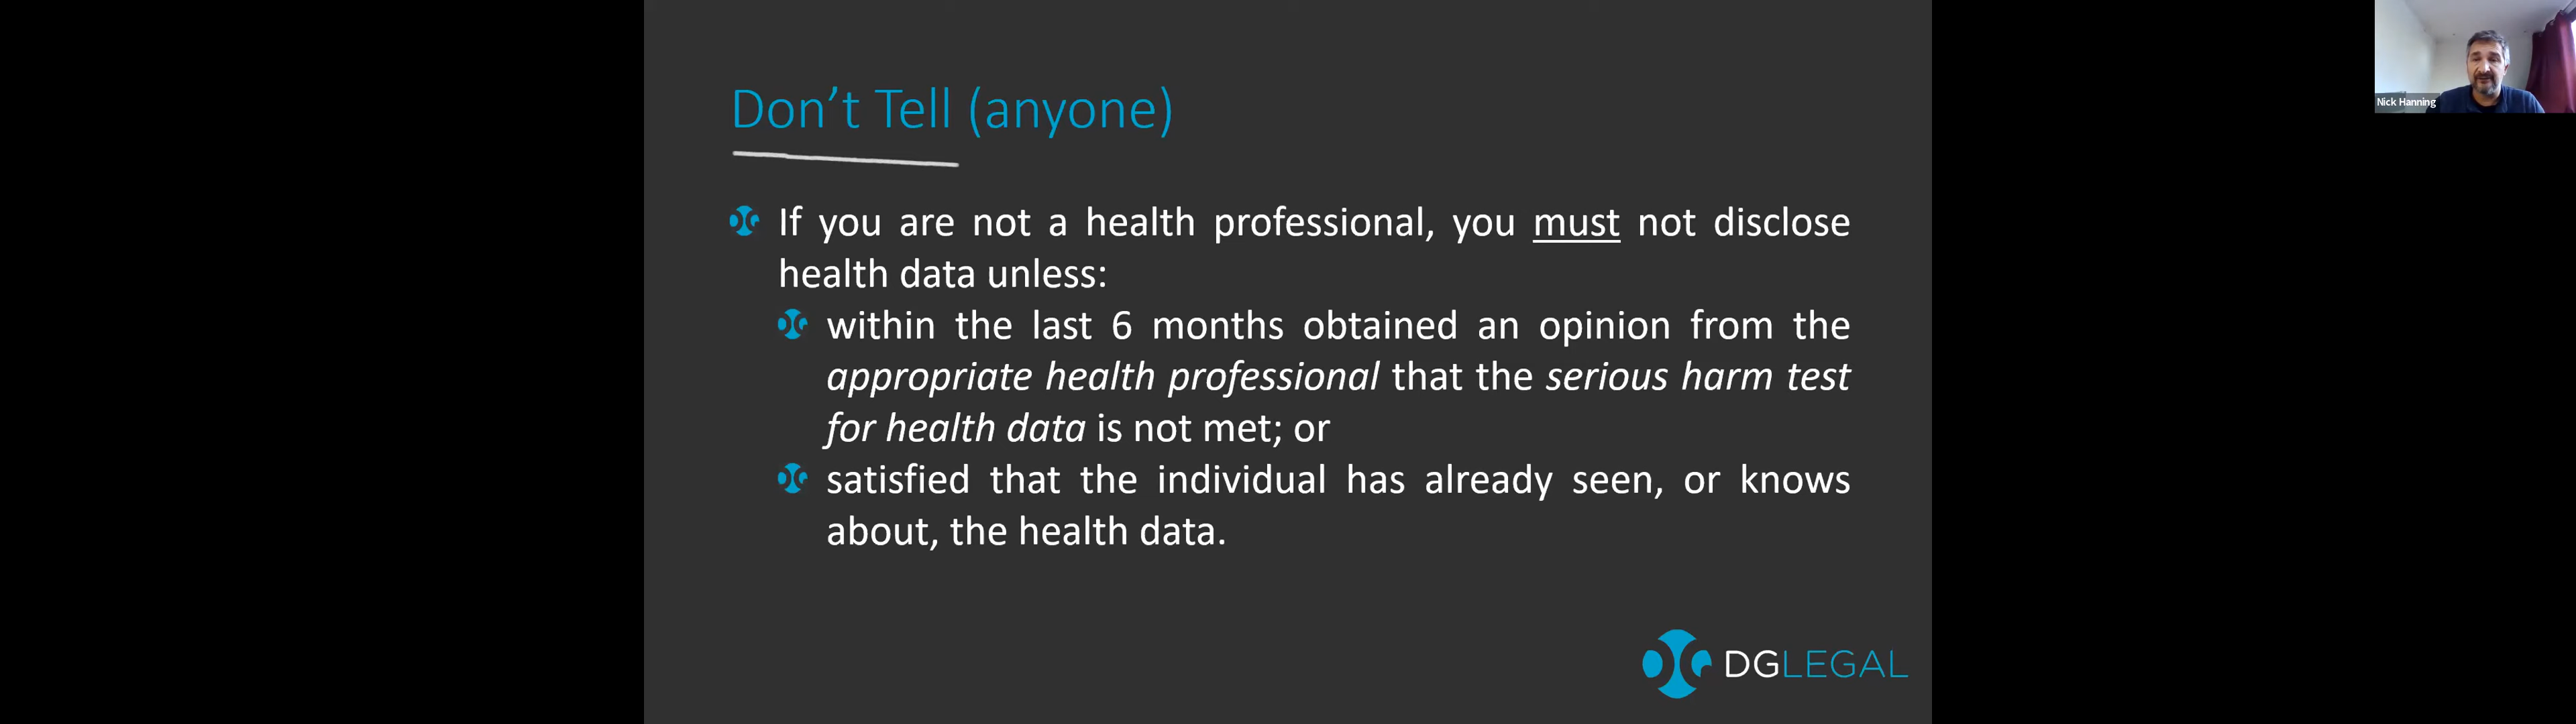 Don't Tell (anyone)
If you are not a health professional, you must not disclose
health data unless:
within the last 6 months obtained an opinion from the
appropriate health professional that the serious harm test
for health data is not met; or
satisfied that the individual has already seen, or knows
about, the health data.
DGLEGAL
Nick Hanning